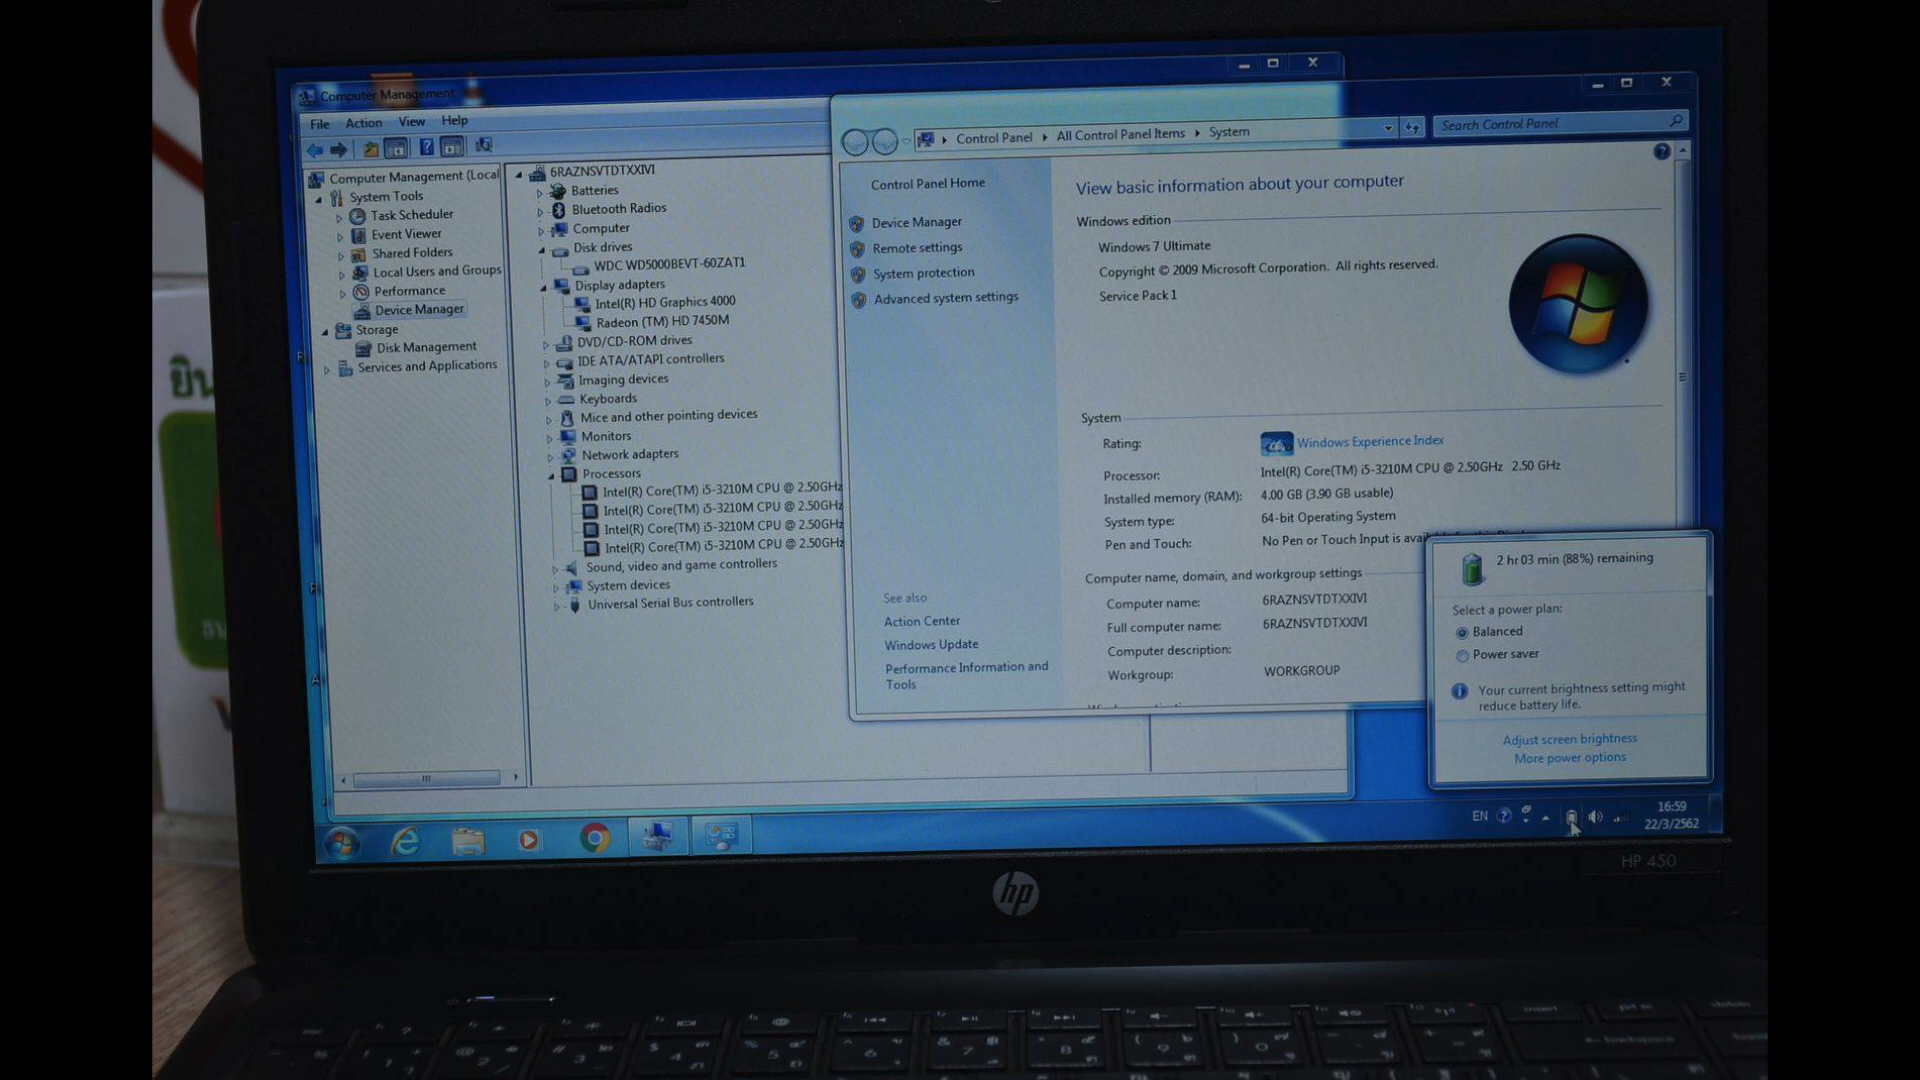 Computer Management
File Action View Help
Computer Management (Local
System Tools
Task Scheduler
Event Viewer
Shared Folders
Local Users and Groups
Performance
Device Manager
Storage
Disk Management
Services and Applications
6RAZNSVTDTXXIVI
Batteries
Bluetooth Radios
Computer
Disk drives
WDC WD5000BEVT-60ZAT1
Display adapters
Intel(R) HD Graphics 4000
Radeon (TM) HD 7450M
DVD/CD-ROM drives
IDE ATA/ATAPI controllers
Imaging devices
Keyboards
Mice and other pointing devices
Monitors
Network adapters
Processors
Intel(R) Core(TM) i5-3210M CPU @ 2.50GHz
Intel(R) Core(TM) i5-3210M CPU @ 2.50GHz
Intel(R) Core(TM) i5-3210M CPU @ 2.50GHz
Intel(R) Core(TM) i5-3210M CPU @ 2.50GHz
Sound, video and game controllers
System devices
Universal Serial Bus controllers
Control Panel All Control Panel Items System
Search Control Panel
Control Panel Home
Device Manager
Remote settings
System protection
Advanced system settings
See also
Action Center
Windows Update
Performance Information and
Tools
View basic information about your computer
Windows edition
Windows 7 Ultimate
Copyright © 2009 Microsoft Corporation. All rights reserved.
Service Pack 1
System
Rating: Windows Experience Index
Processor: Intel(R) Core(TM) i5-3210M CPU @ 2.50GHz 2.50 GHz
Installed memory (RAM): 4.00 GB (3.90 GB usable)
System type: 64-bit Operating System
Pen and Touch: No Pen or Touch Input is
Computer name, domain, and workgroup settings
Computer name: 6RAZNSVTDTXXIVI
Full computer name: 6RAZNSVTDTXXIVI
Computer description:
Workgroup: WORKGROUP
2 hr 03 min (88%) remaining
Select a power plan:
Balanced
Power saver
Your current brightness setting might
reduce battery life.
Adjust screen brightness
More power options
EN
16:59
22/3/2562
HP 450
hp